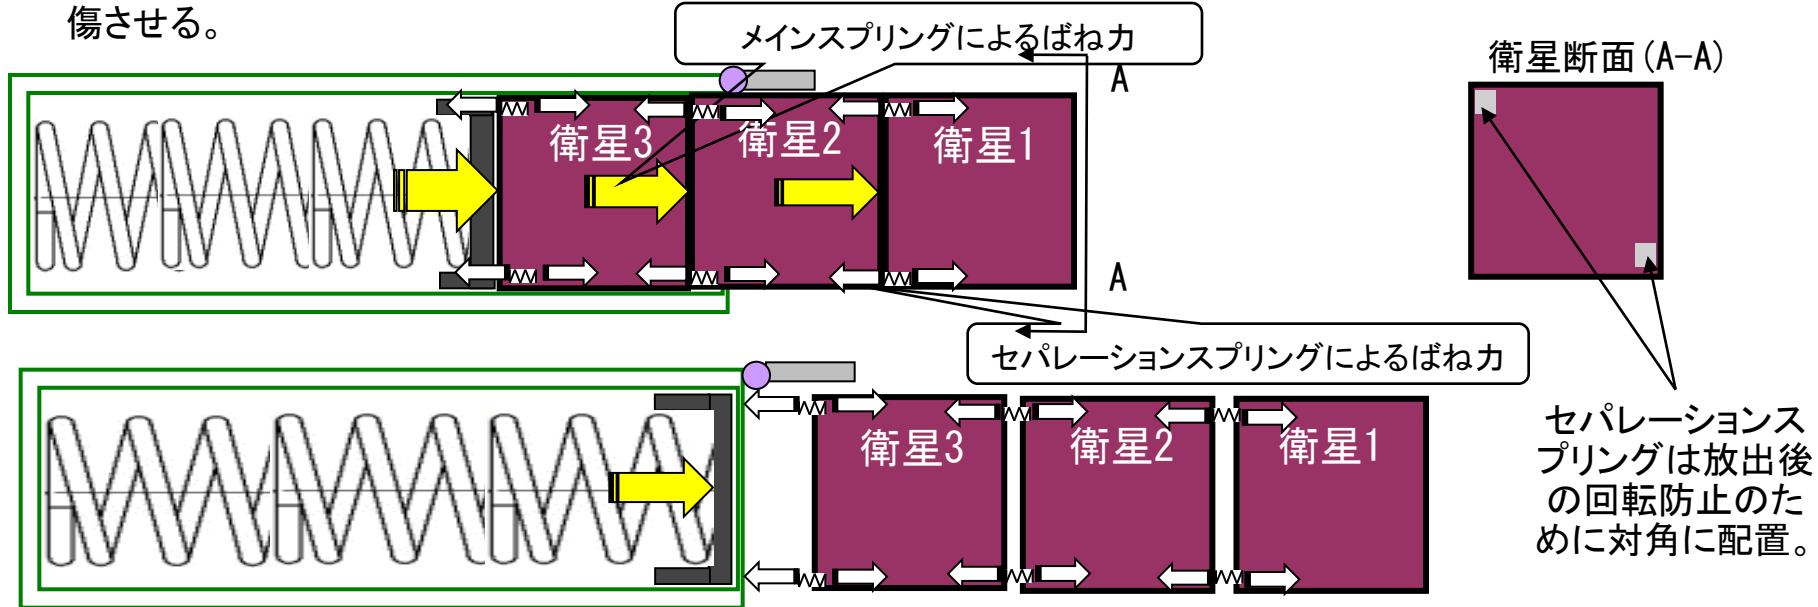 傷させる。
メインスプリングによるばね力
衛星断面(A-A)
A
衛星3
衛星2
衛星1
A
セパレーションスプリングによるばね力
衛星3
衛星2
衛星1
セパレーションス
プリングは放出後
の回転防止のた
めに対角に配置。